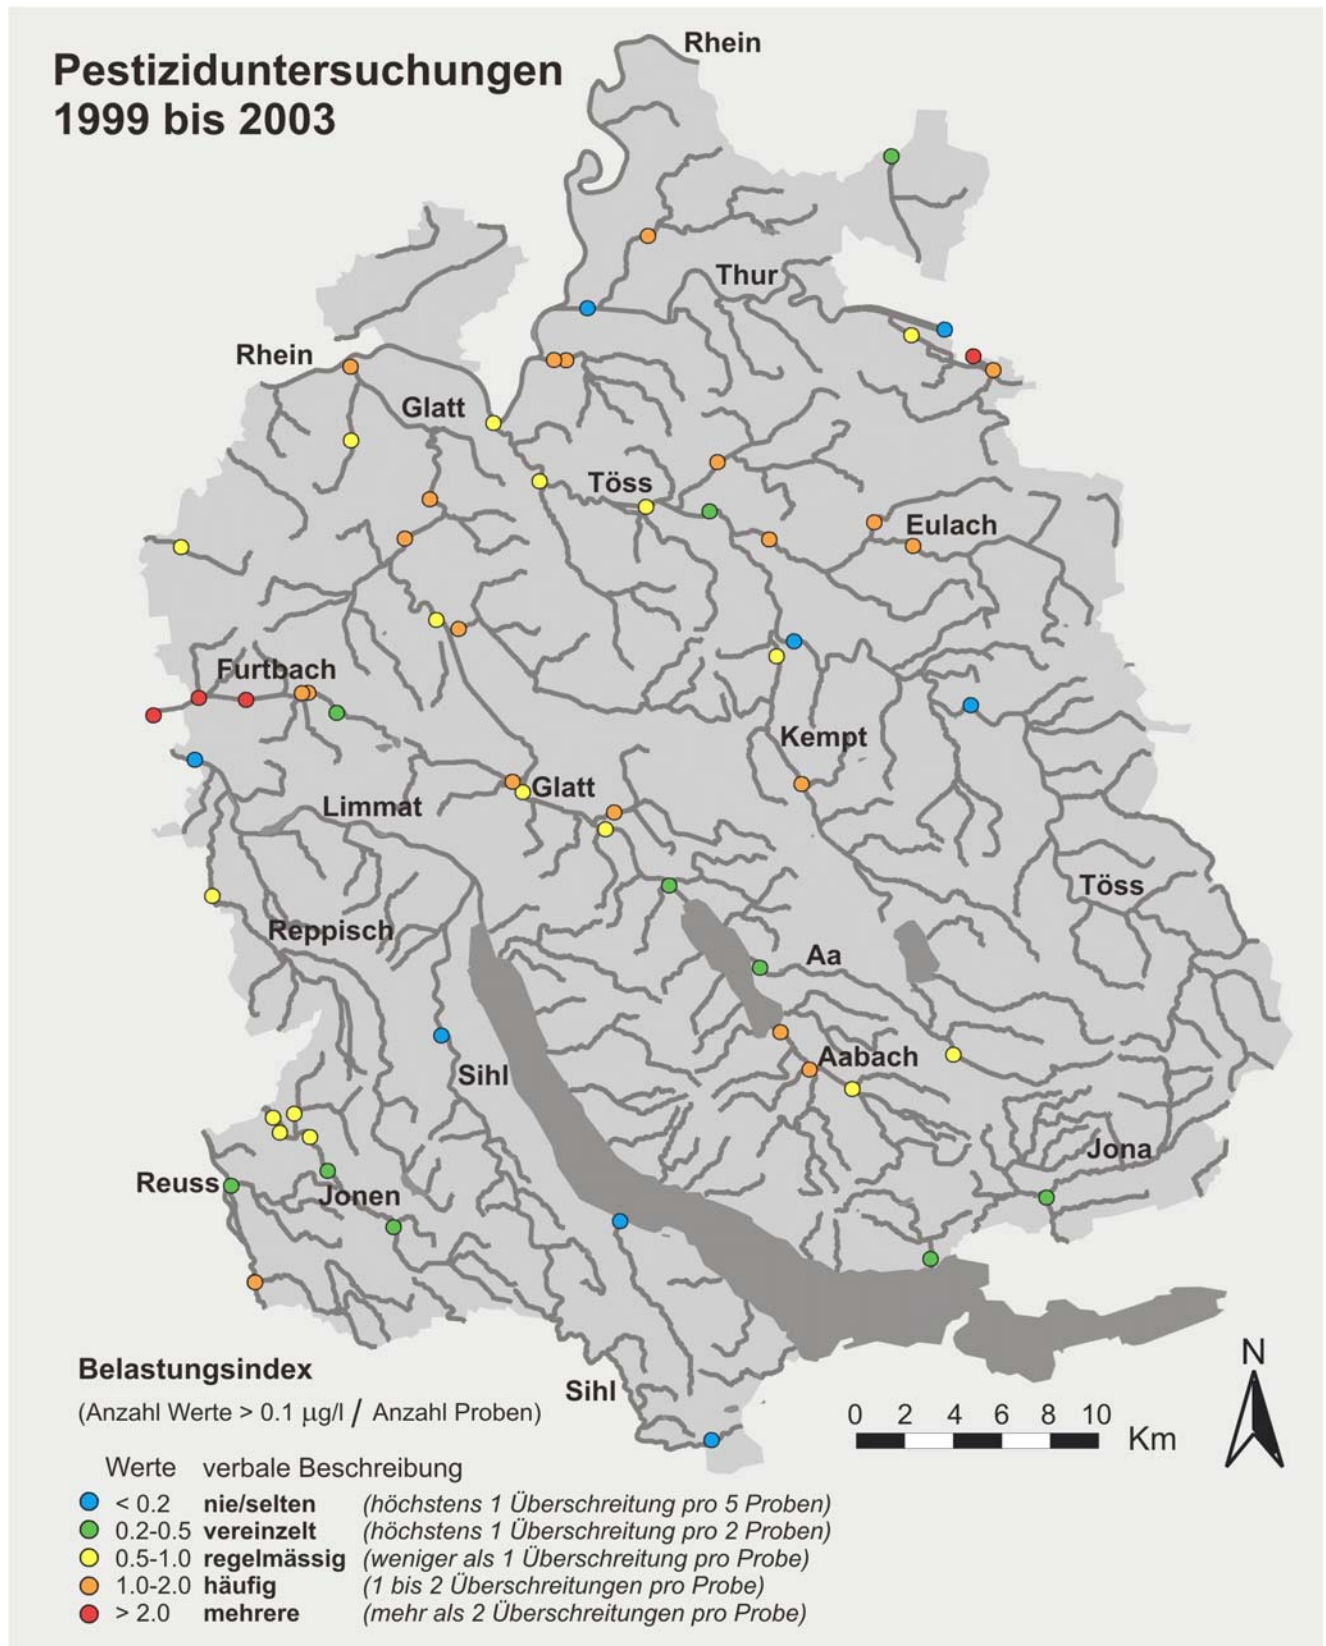 Pestiziduntersuchungen
1999 bis 2003
Rhein
Thur
Rhein
Glatt
Töss
Eulach
Furtbach
Kempt
Glatt
Limmat
Töss
Reppisch
Aa
Aabach
Sihl
Jona
Reuss
Jonen
Sihl
Belastungsindex
(Anzahl Werte > 0.1 µg/l / Anzahl Proben)
Werte verbale Beschreibung
< 0.2 nie/selten (höchstens 1 Überschreitung pro 5 Proben)
0.2-0.5 vereinzelt (höchstens 1 Überschreitung pro 2 Proben)
0.5-1.0 regelmässig (weniger als 1 Überschreitung pro Probe)
1.0-2.0 häufig (1 bis 2 Überschreitungen pro Probe)
> 2.0 mehrere (mehr als 2 Überschreitungen pro Probe)
0 2 4 6 8 10
Km
N